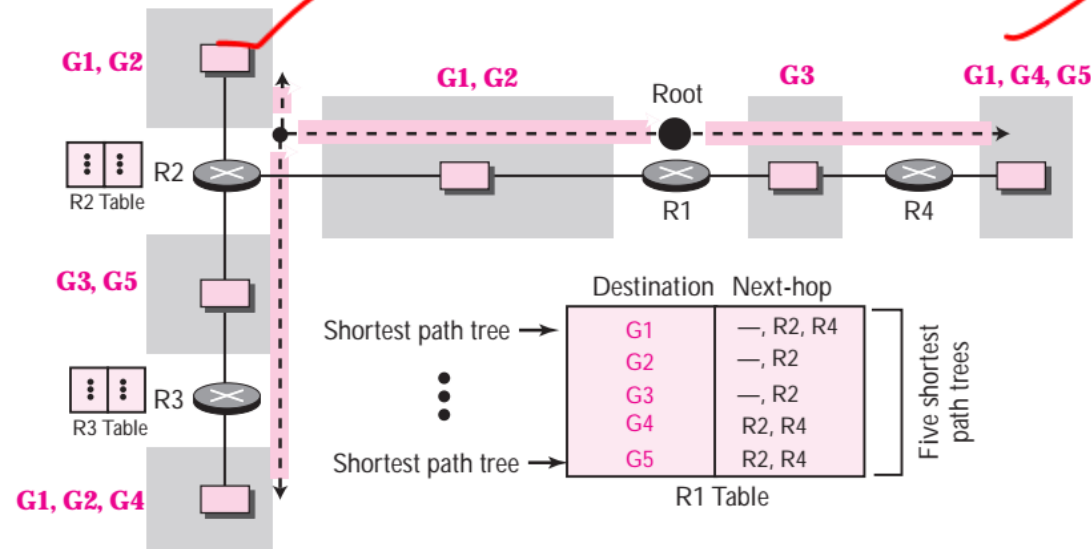 G1, G2
G1, G2
Root
G3
G1, G4, G5
R2
R2 Table
R1
R4
G3, G5
R3
R3 Table
G1, G2, G4
Destination Next-hop
Shortest path tree G1 —, R2, R4
G2 —, R2
G3 —, R2
G4 R2, R4
Shortest path tree G5 R2, R4
R1 Table
Five shortest
path trees